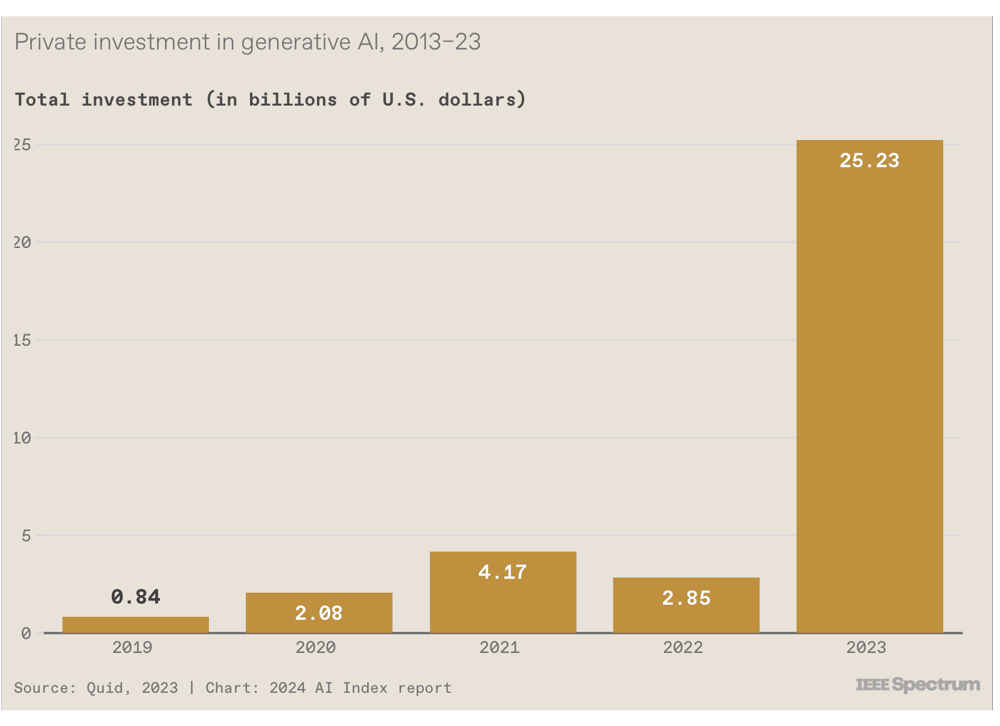 Private investment in generative AI, 2013–23
Total investment (in billions of U.S. dollars)
25
25.23
20
15
10
5
4.17
0.84
2.85
2.08
0
2019 2020 2021 2022 2023
Source: Quid, 2023 | Chart: 2024 AI Index report
IEEE Spectrum